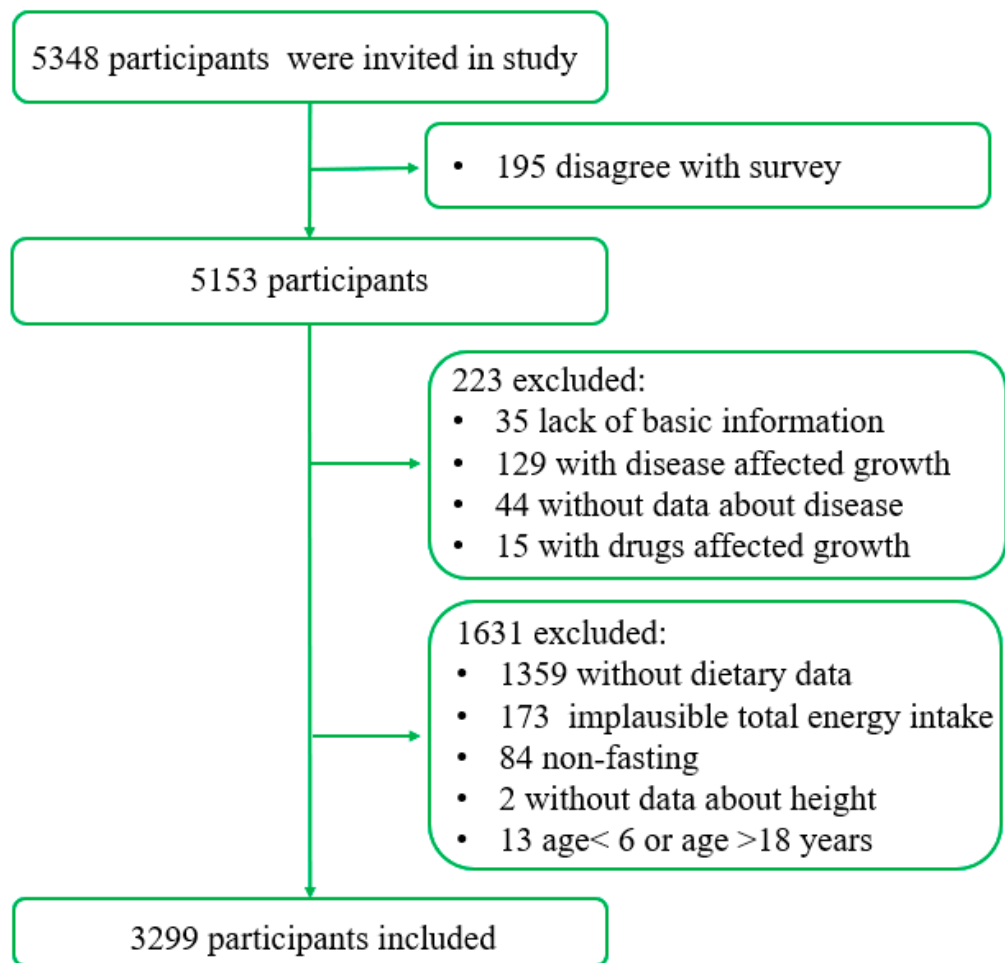 5348 participants  were invited in study
• 195 disagree with survey
5153 participants
223 excluded:
• 35 lack of basic information
• 129 with disease affected growth
• 44 without data about disease
• 15 with drugs affected growth
1631 excluded:
• 1359 without dietary data
• 173  implausible total energy intake
• 84 non-fasting
• 2 without data about height
• 13 age< 6 or age >18 years
3299 participants included